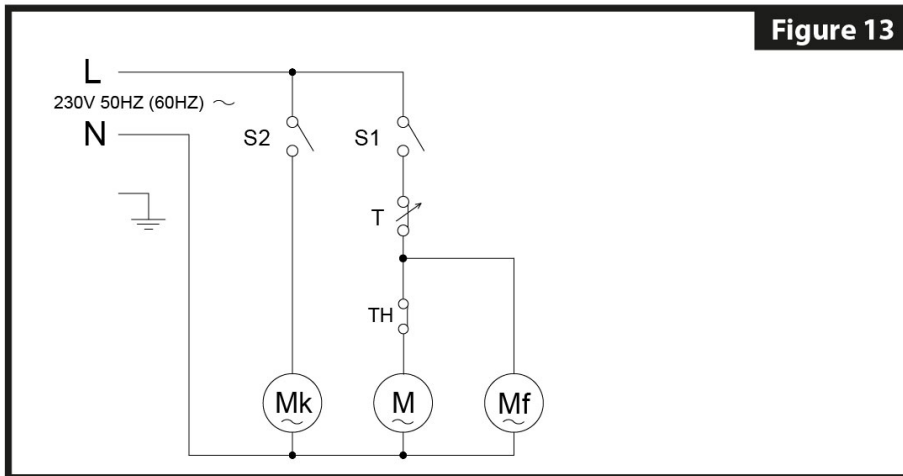 Figure 13
L
230V 50HZ (60HZ) ~
N
S2
S1
T
TH
Mk
M
Mf